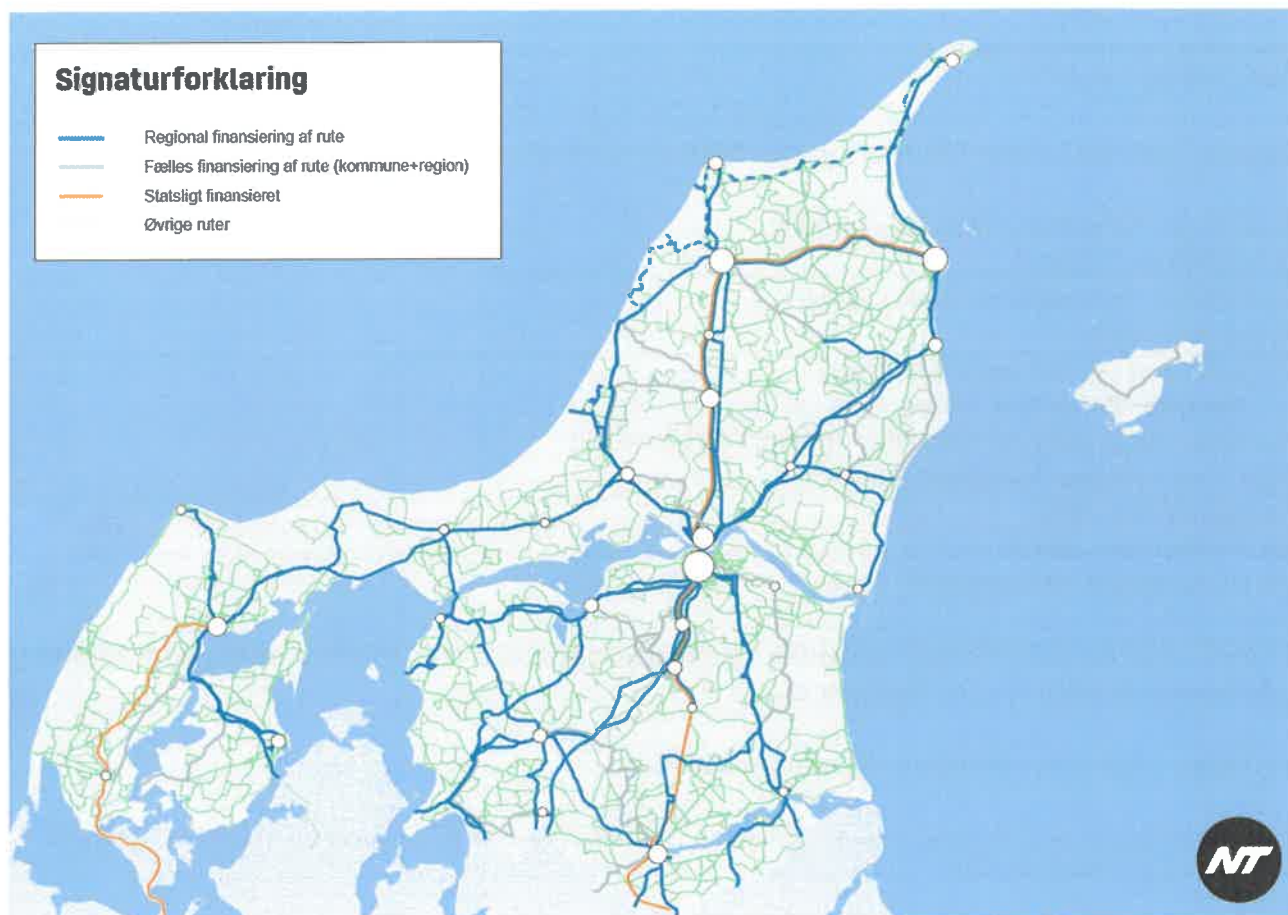 Signaturforklaring
Regional finansiering af rute
Fælles finansiering af rute (kommune+region)
Statsligt finansieret
Øvrige ruter
NT